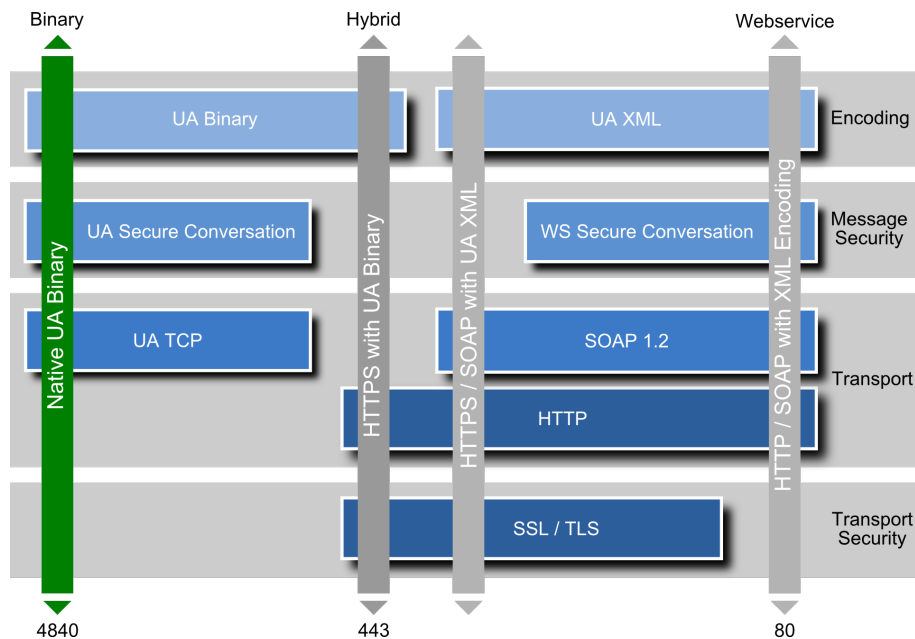 Binary
Hybrid
Webservice
UA Binary
UA XML
Encoding
UA Secure Conversation
WS Secure Conversation
Message
Security
UA TCP
SOAP 1.2
HTTP
Transport
SSL / TLS
Transport
Security
Native UA Binary
HTTPS with UA Binary
HTTPS / SOAP with UA XML
HTTP / SOAP with XML Encoding
4840
443
80